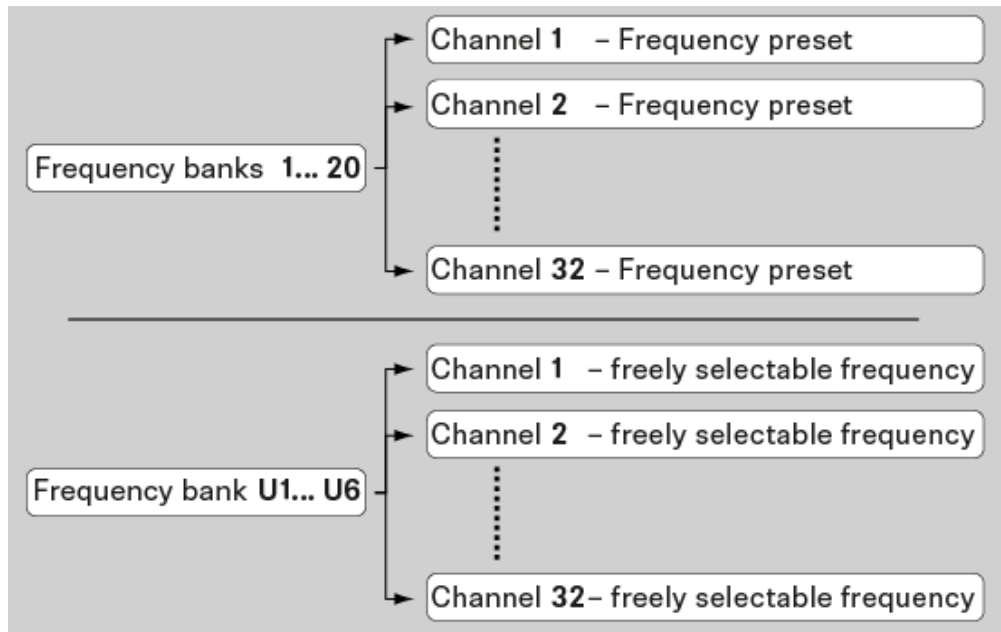 Channel 1 – Frequency preset
Channel 2 – Frequency preset
Frequency banks 1... 20
Channel 32 – Frequency preset
Channel 1 – freely selectable frequency
Channel 2 – freely selectable frequency
Frequency bank U1... U6
Channel 32– freely selectable frequency